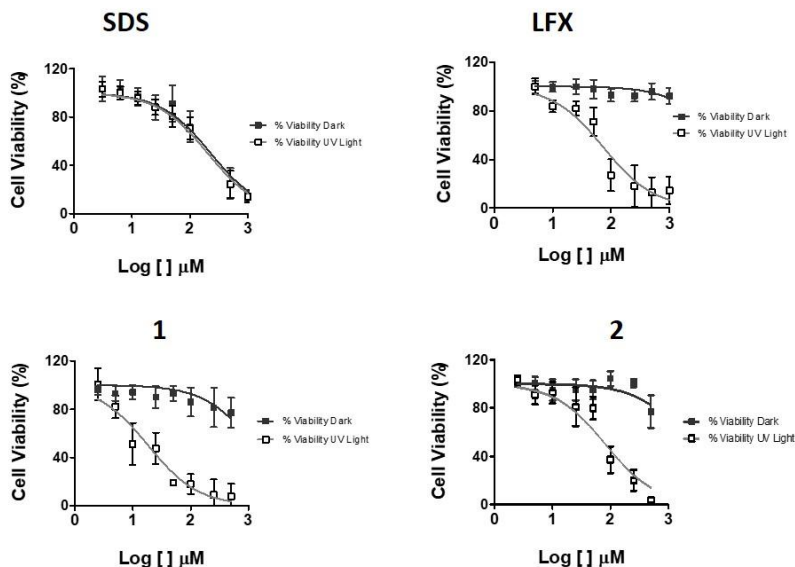 SDS
120
80
40
0
0
1
2
3
Cell Viability (%)
Log [ ] μM
% Viability Dark
% Viability UV Light
LFX
120
80
40
0
0
1
2
3
Cell Viability (%)
Log [ ] μM
% Viability Dark
% Viability UV Light
1
120
80
40
0
0
1
2
3
Cell Viability (%)
Log [ ] μM
% Viability Dark
% Viability UV Light
2
120
80
40
0
0
1
2
3
Cell Viability (%)
Log [ ] μM
% Viability Dark
% Viability UV Light